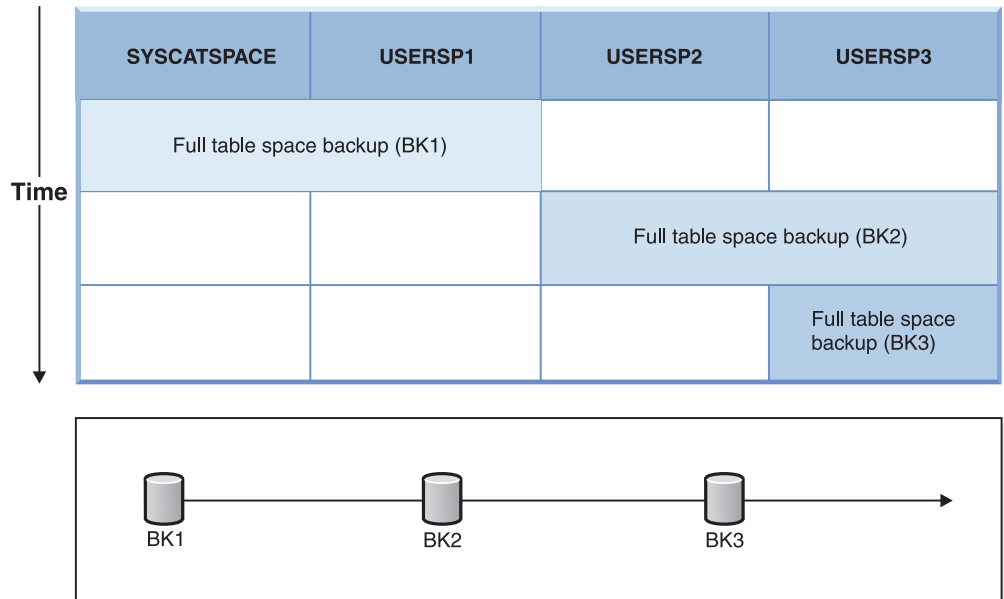 SYSCATSPACE
USERSP1
USERSP2
USERSP3
Full table space backup (BK1)
Time
Full table space backup (BK2)
Full table space
backup (BK3)
BK1
BK2
BK3